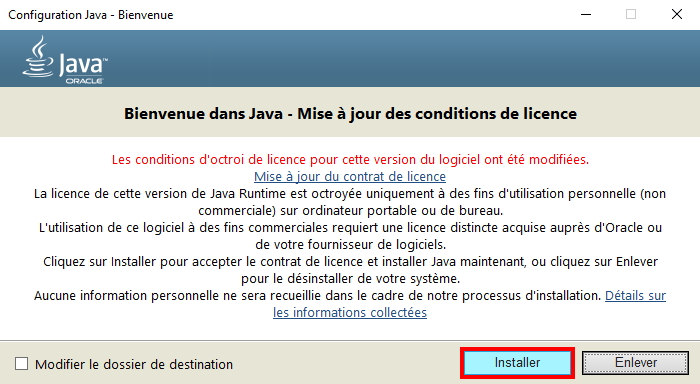 Configuration Java - Bienvenue
Java™
ORACLE
Bienvenue dans Java - Mise à jour des conditions de licence
Les conditions d'octroi de licence pour cette version du logiciel ont été modifiées.
Mise à jour du contrat de licence
La licence de cette version de Java Runtime est octroyée uniquement à des fins d'utilisation personnelle (non
commerciale) sur ordinateur portable ou de bureau.
L'utilisation de ce logiciel à des fins commerciales requiert une licence distincte acquise auprès d'Oracle ou
de votre fournisseur de logiciels.
Cliquez sur Installer pour accepter le contrat de licence et installer Java maintenant, ou cliquez sur Enlever
pour le désinstaller de votre système.
Aucune information personnelle ne sera recueillie dans le cadre de notre processus d'installation. Détails sur
les informations collectées
Modifier le dossier de destination
Installer
Enlever